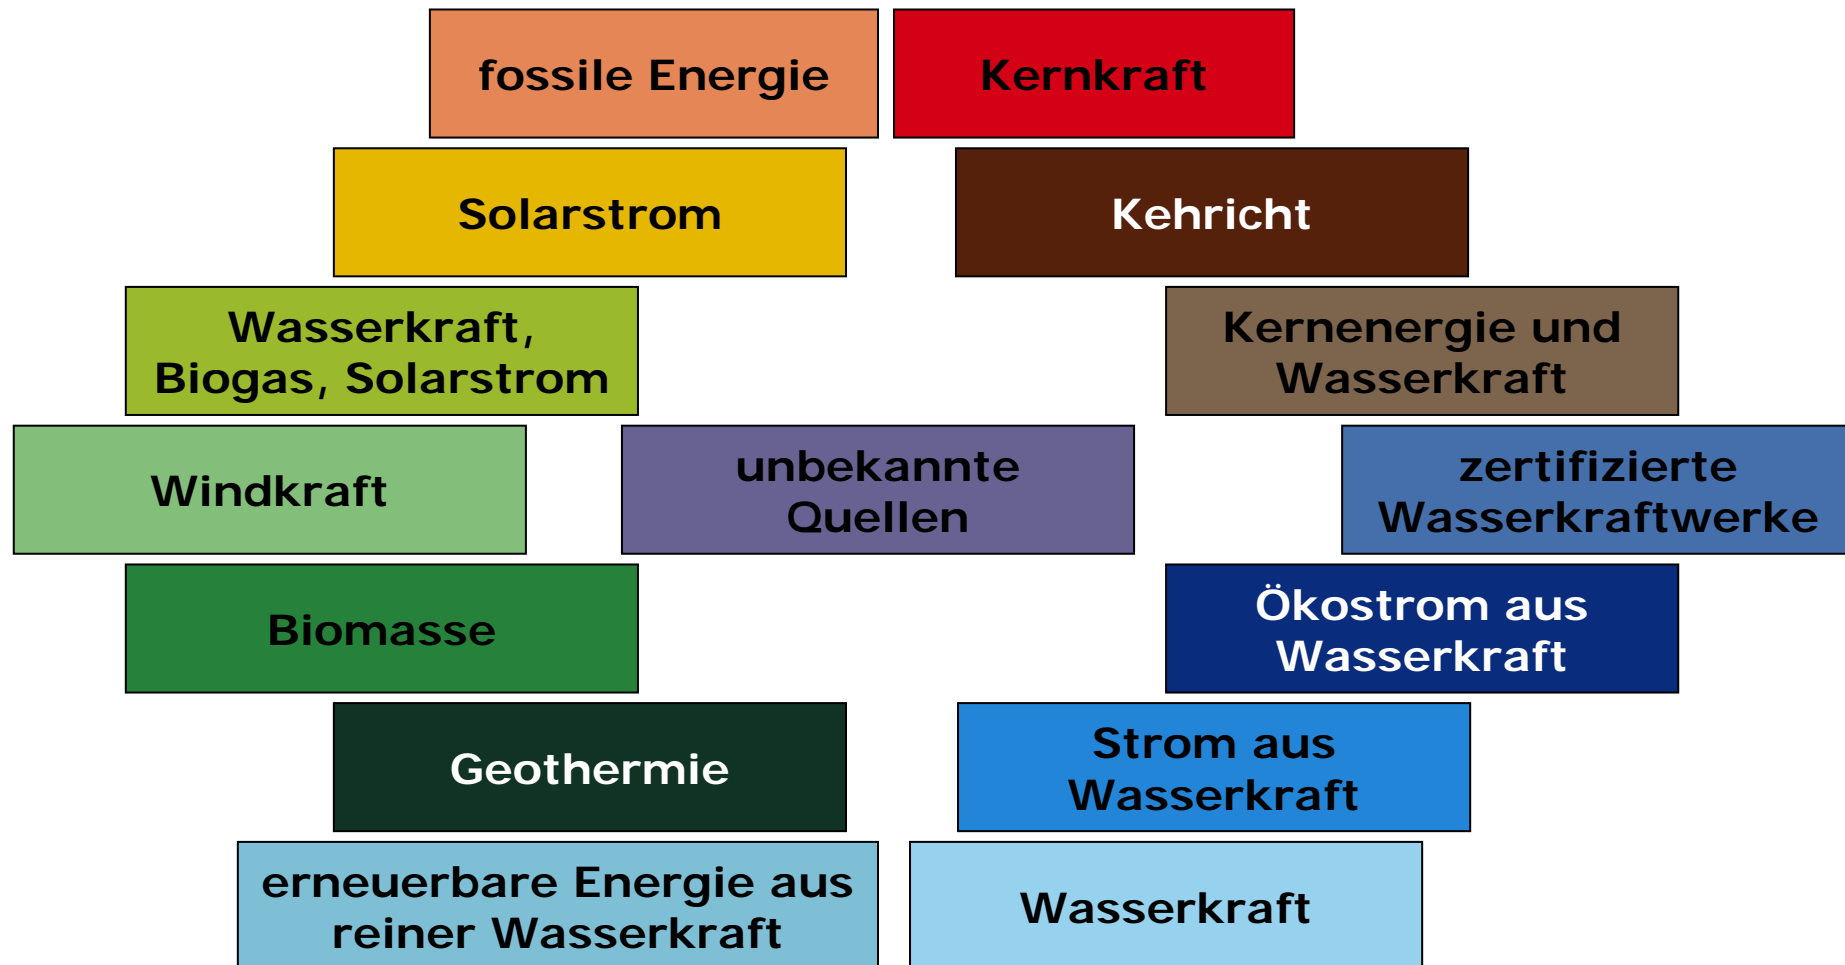 fossile Energie
Kernkraft
Solarstrom
Kehricht
Wasserkraft,
Biogas, Solarstrom
Kernenergie und
Wasserkraft
Windkraft
unbekannte
Quellen
zertifizierte
Wasserkraftwerke
Biomasse
Ökostrom aus
Wasserkraft
Geothermie
Strom aus
Wasserkraft
erneuerbare Energie aus
reiner Wasserkraft
Wasserkraft